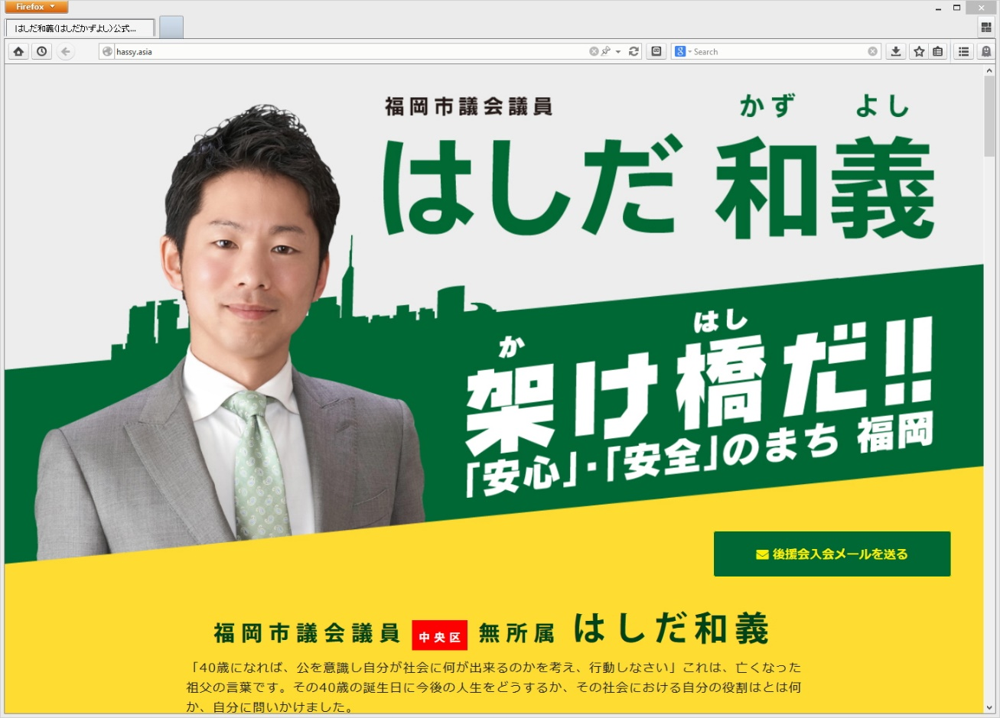 Firefox
はしだ和義(はしだかずよし)公式...
hassy.asia
Search
福岡市議会議員
かず よし
はしだ 和義
か はし
架け橋だ!!
「安心」・「安全」のまち 福岡
後援会入会メールを送る
福岡市議会議員 中央区 無所属 はしだ和義
「40歳になれば、公を意識し自分が社会に何が出来るのかを考え、行動しなさい」これは、亡くなった
祖父の言葉です。その40歳の誕生日に今後の人生をどうするか、その社会における自分の役割はとは何
か、自分に問いかけました。